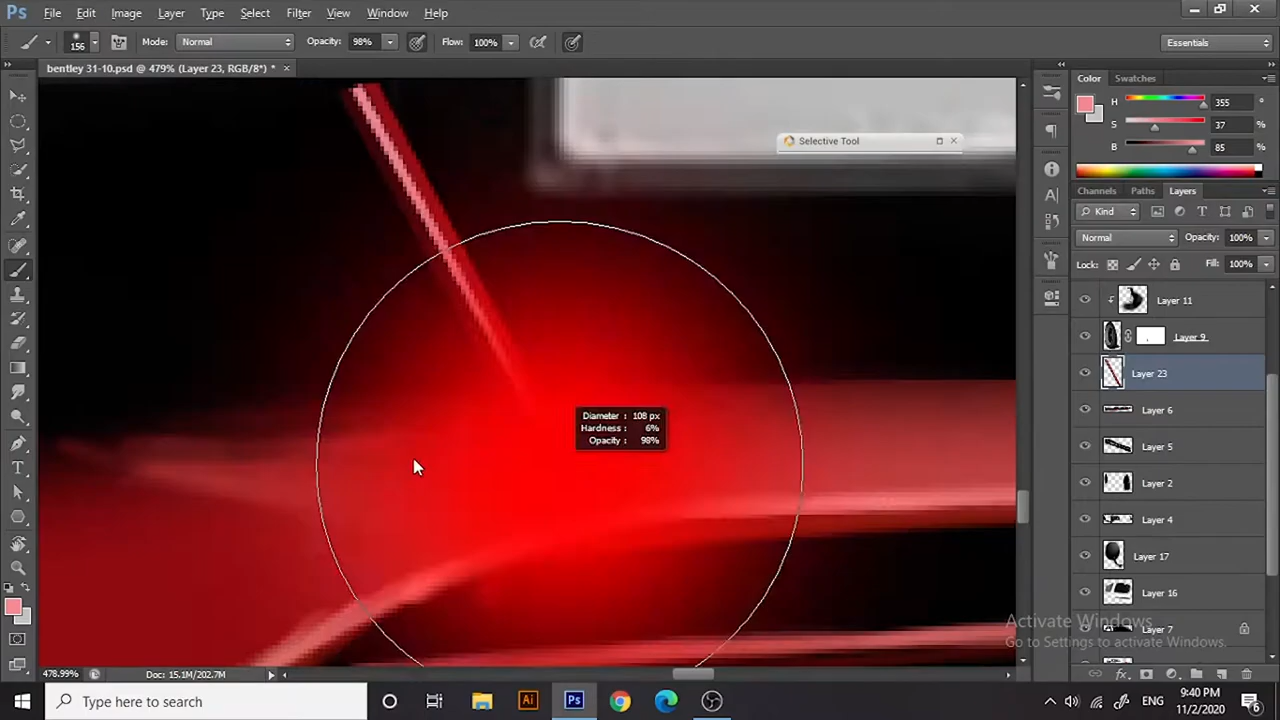 Ps File Edit Image Layer Type Select Filter View Window Help
156 Mode: Normal Opacity: 98% Flow: 100% Essentials
bentley 31-10.psd @ 479% (Layer 23, RGB/8*) *
Color Swatches
H 355 °
S 37 %
B 85 %
Selective Tool
Channels Paths Layers
Kind
Normal Opacity: 100%
Lock: Fill: 100%
Layer 11
Layer 9
Layer 23
Layer 6
Layer 5
Layer 2
Layer 4
Layer 17
Layer 16
Layer 7
Diameter : 108 px
Hardness : 6%
Opacity : 98%
Activate Windows
Go to Settings to activate Windows.
478.99% Doc: 15.1M/202.7M
Type here to search
Ai Ps
ENG
9:40 PM
11/2/2020
6